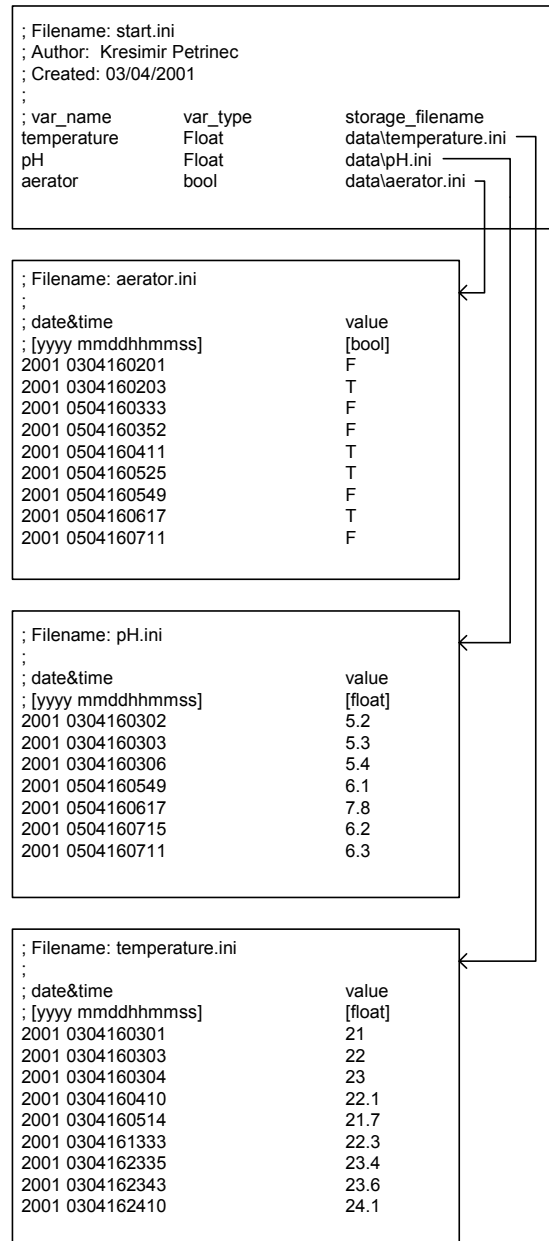 ; Filename: start.ini
; Author:  Kresimir Petrinec
; Created: 03/04/2001
;
; var_name var_type storage_filename
temperature Float data\temperature.ini
pH Float data\pH.ini
aerator bool data\aerator.ini
; Filename: aerator.ini
;
; date&time value
; [yyyy mmddhhmmss] [bool]
2001 0304160201 F
2001 0304160203 T
2001 0504160333 F
2001 0504160352 F
2001 0504160411 T
2001 0504160525 T
2001 0504160549 F
2001 0504160617 T
2001 0504160711 F
; Filename: pH.ini
;
; date&time value
; [yyyy mmddhhmmss] [float]
2001 0304160302 5.2
2001 0304160303 5.3
2001 0304160306 5.4
2001 0504160549 6.1
2001 0504160617 7.8
2001 0504160715 6.2
2001 0504160711 6.3
; Filename: temperature.ini
;
; date&time value
; [yyyy mmddhhmmss] [float]
2001 0304160301 21
2001 0304160303 22
2001 0304160304 23
2001 0304160410 22.1
2001 0304160514 21.7
2001 0304161333 22.3
2001 0304162335 23.4
2001 0304162343 23.6
2001 0304162410 24.1